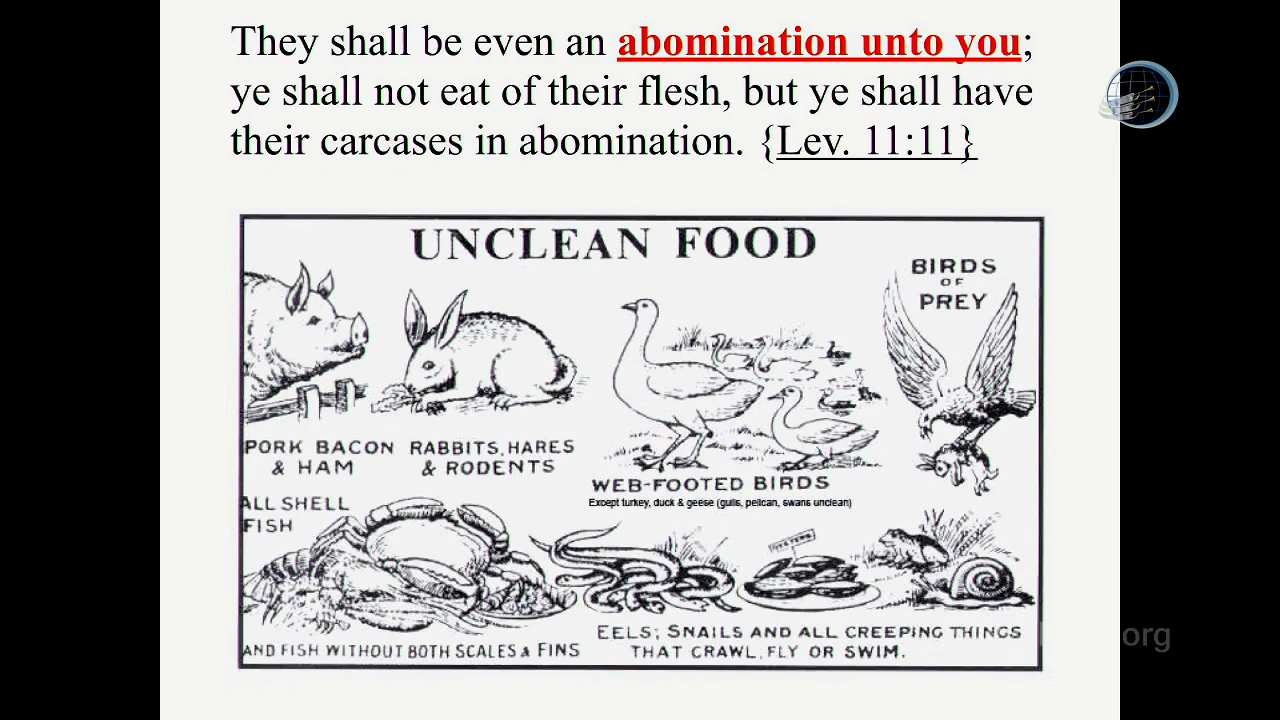 They shall be even an abomination unto you;
ye shall not eat of their flesh, but ye shall have
their carcases in abomination. {Lev. 11:11}
UNCLEAN FOOD
BIRDS
OF
PREY
PORK BACON
& HAM
RABBITS, HARES
& RODENTS
WEB-FOOTED BIRDS
Except turkey, duck & geese (gulls, pelican, swans unclean)
ALL SHELL
FISH
AND FISH WITHOUT BOTH SCALES & FINS
EELS; SNAILS AND ALL CREEPING THINGS
THAT CRAWL, FLY OR SWIM.
org